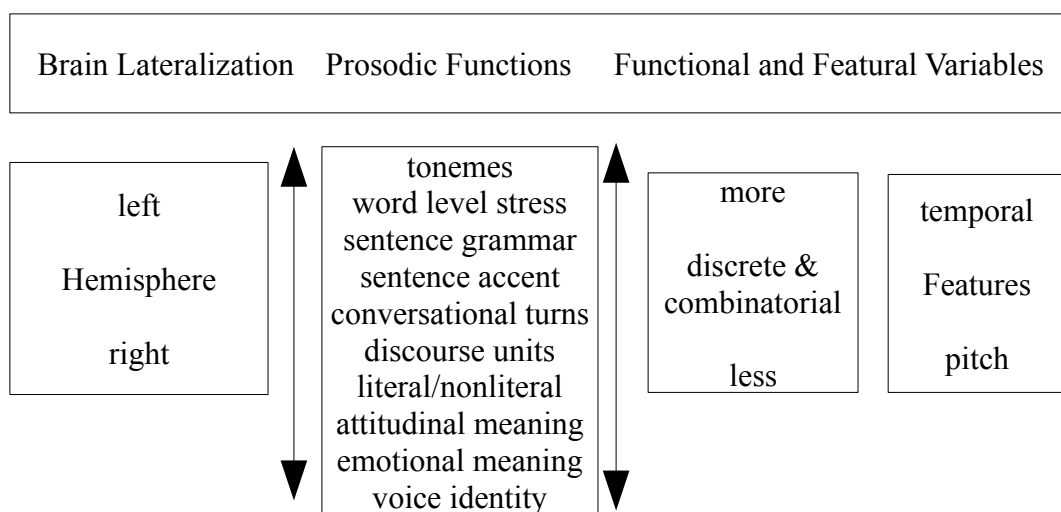 Brain Lateralization Prosodic Functions Functional and Featural Variables
left
Hemisphere
right
tonemes
word level stress
sentence grammar
sentence accent
conversational turns
discourse units
literal/nonliteral
attitudinal meaning
emotional meaning
voice identity
more
discrete &
combinatorial
less
temporal
Features
pitch